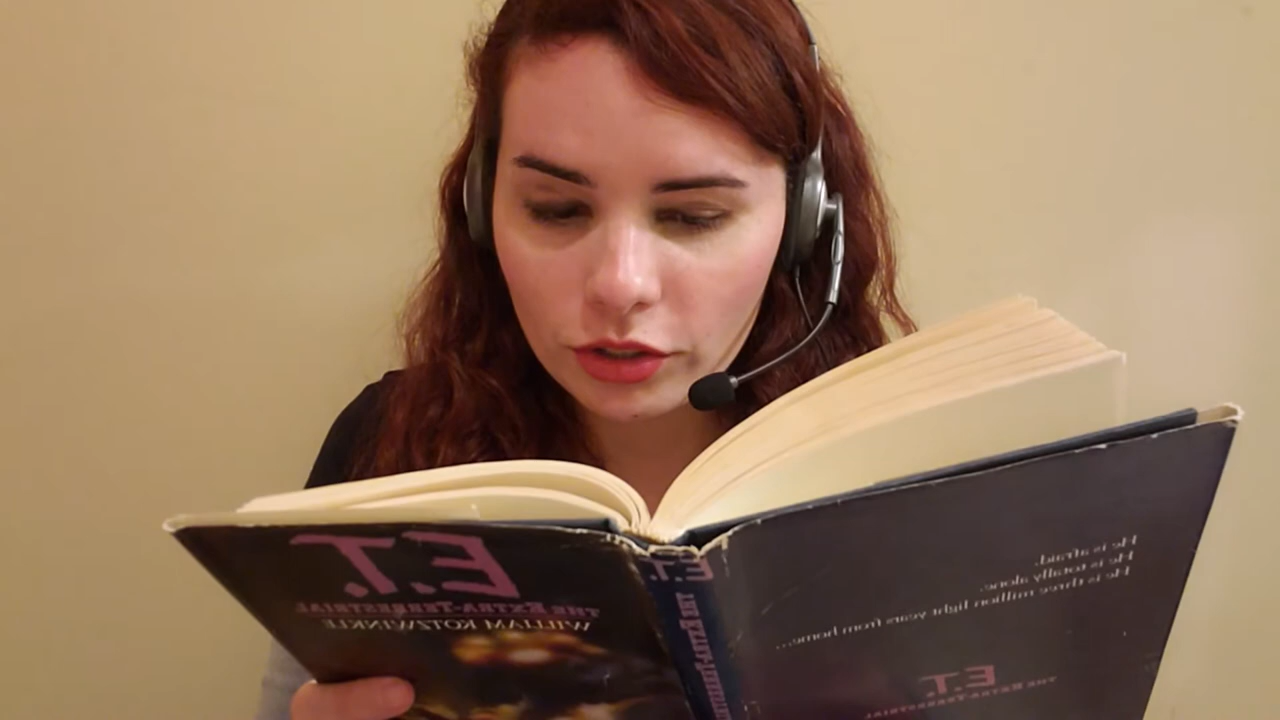 E.T.
THE EXTRA-TERRESTRIAL
WILLIAM KOTZWINKLE
E.T.
THE EXTRA-TERRESTRIAL
He is afraid.
He is totally alone.
He is three million light years from home...
E.T.
THE EXTRA-TERRESTRIAL